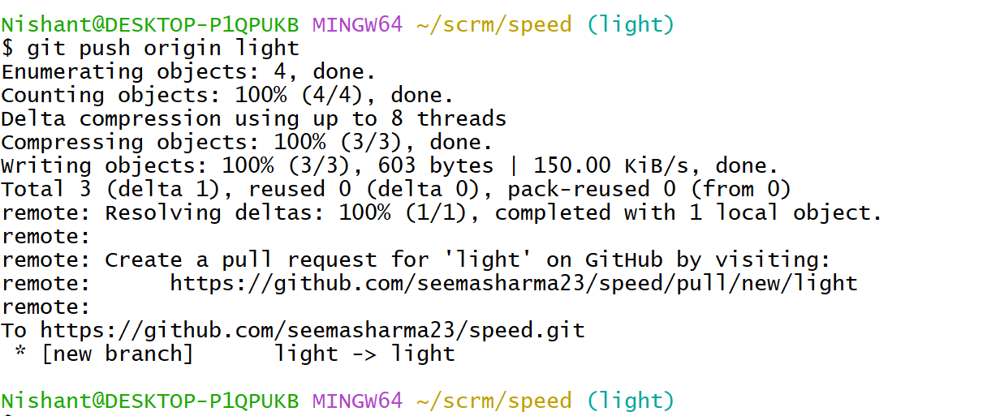 Nishant@DESKTOP-P1QPUKB MINGW64 ~/scrm/speed (light)
$ git push origin light
Enumerating objects: 4, done.
Counting objects: 100% (4/4), done.
Delta compression using up to 8 threads
Compressing objects: 100% (3/3), done.
Writing objects: 100% (3/3), 603 bytes | 150.00 KiB/s, done.
Total 3 (delta 1), reused 0 (delta 0), pack-reused 0 (from 0)
remote: Resolving deltas: 100% (1/1), completed with 1 local object.
remote:
remote: Create a pull request for 'light' on GitHub by visiting:
remote:      https://github.com/seemasharma23/speed/pull/new/light
remote:
To https://github.com/seemasharma23/speed.git
 * [new branch]      light -> light
Nishant@DESKTOP-P1QPUKB MINGW64 ~/scrm/speed (light)